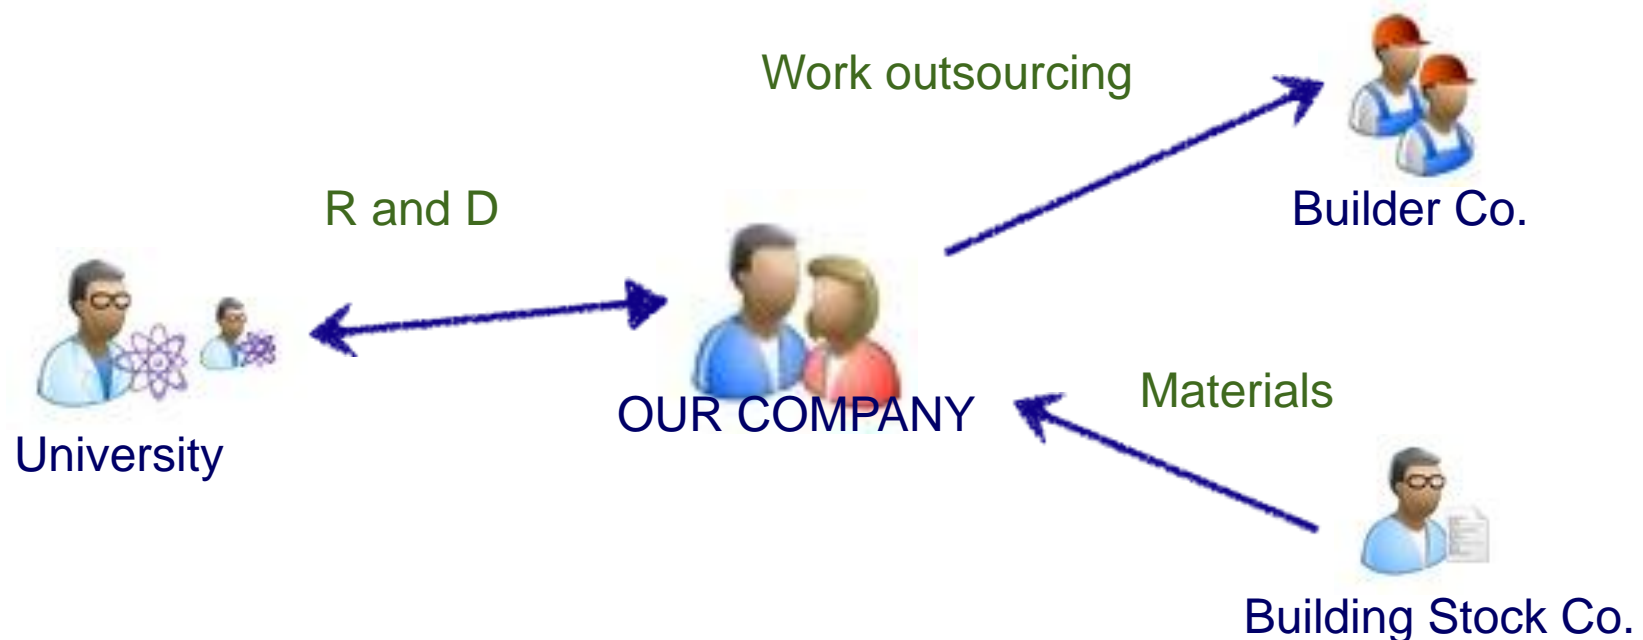 Work outsourcing
R and D
Builder Co.
OUR COMPANY
Materials
University
Building Stock Co.